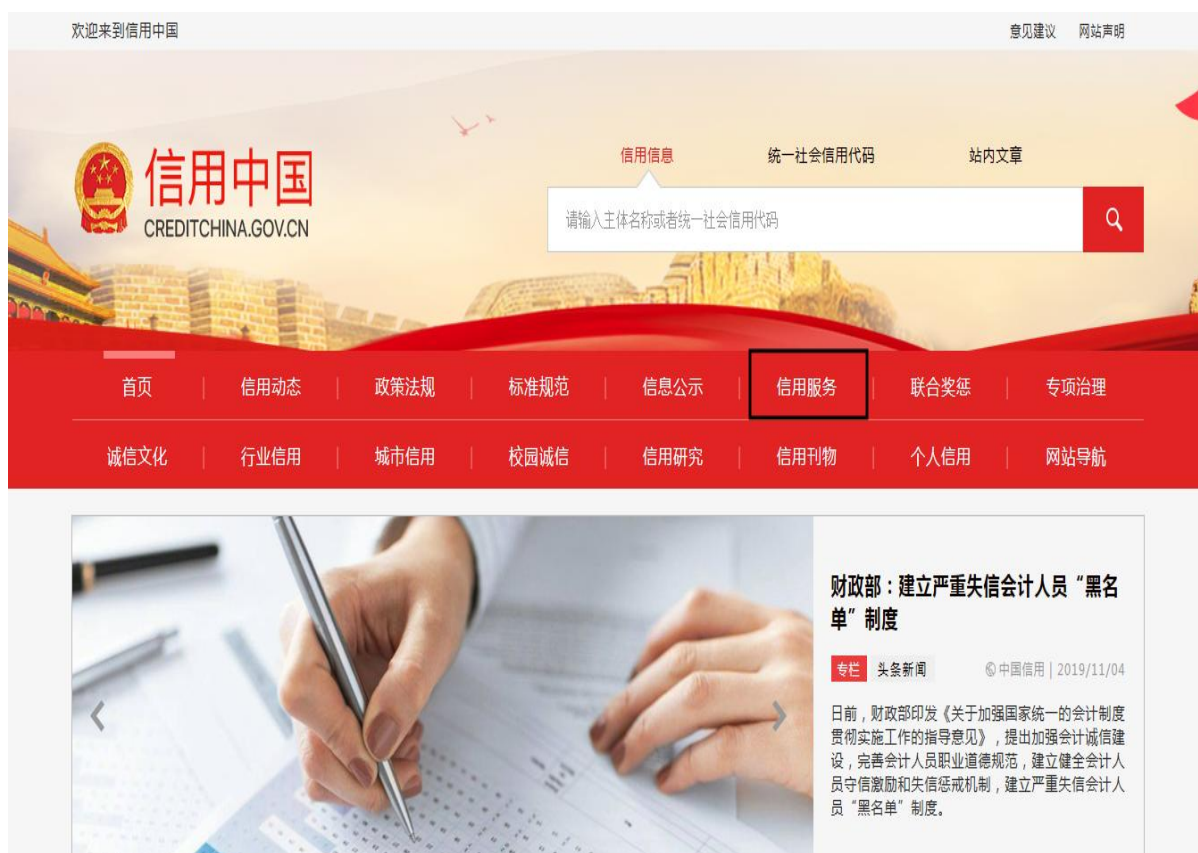 欢迎来到信用中国
意见建议 网站声明
信用信息 统一社会信用代码 站内文章
信用中国
CREDITCHINA.GOV.CN
请输入主体名称或者统一社会信用代码
首页 信用动态 政策法规 标准规范 信息公示 信用服务 联合奖惩 专项治理
诚信文化 行业信用 城市信用 校园诚信 信用研究 信用刊物 个人信用 网站导航
财政部：建立严重失信会计人员“黑名
单”制度
专栏 头条新闻 中国信用 | 2019/11/04
日前，财政部印发《关于加强国家统一的会计制度
贯彻实施工作的指导意见》，提出加强会计诚信建
设，完善会计人员职业道德规范，建立健全会计人
员守信激励和失信惩戒机制，建立严重失信会计人
员“黑名单”制度。